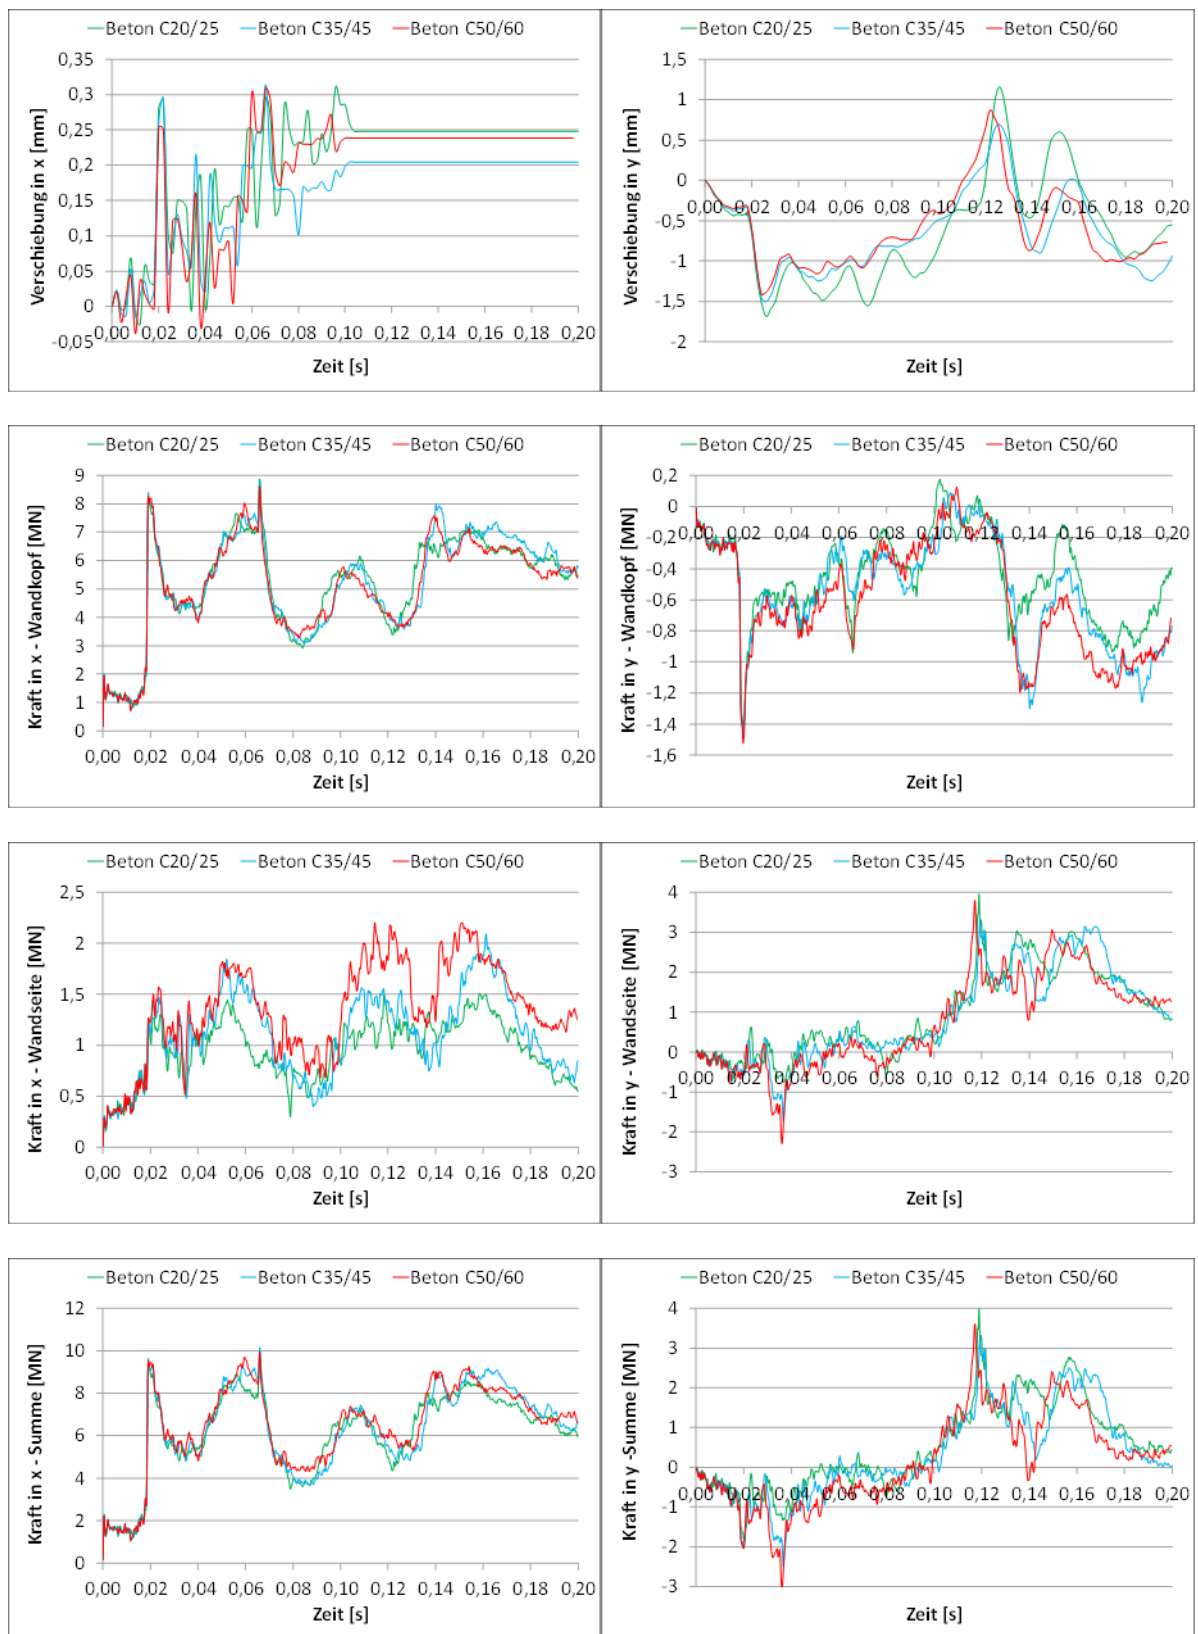 Beton C20/25 Beton C35/45 Beton C50/60
Verschiebung in x [mm]
0,35
0,3
0,25
0,2
0,15
0,1
0,05
0
-0,05
0,00 0,02 0,04 0,06 0,08 0,10 0,12 0,14 0,16 0,18 0,20
Zeit [s]
Beton C20/25 Beton C35/45 Beton C50/60
Verschiebung in y [mm]
1,5
1
0,5
0
-0,5
-1
-1,5
-2
0,00 0,02 0,04 0,06 0,08 0,10 0,12 0,14 0,16 0,18 0,20
Zeit [s]
Beton C20/25 Beton C35/45 Beton C50/60
Kraft in x - Wandkopf [MN]
9
8
7
6
5
4
3
2
1
0
0,00 0,02 0,04 0,06 0,08 0,10 0,12 0,14 0,16 0,18 0,20
Zeit [s]
Beton C20/25 Beton C35/45 Beton C50/60
Kraft in y - Wandkopf [MN]
0,2
0
-0,2
-0,4
-0,6
-0,8
-1
-1,2
-1,4
-1,6
0,00 0,02 0,04 0,06 0,08 0,10 0,12 0,14 0,16 0,18 0,20
Zeit [s]
Beton C20/25 Beton C35/45 Beton C50/60
Kraft in x - Wandseite [MN]
2,5
2
1,5
1
0,5
0
0,00 0,02 0,04 0,06 0,08 0,10 0,12 0,14 0,16 0,18 0,20
Zeit [s]
Beton C20/25 Beton C35/45 Beton C50/60
Kraft in y - Wandseite [MN]
4
3
2
1
0
-1
-2
-3
0,00 0,02 0,04 0,06 0,08 0,10 0,12 0,14 0,16 0,18 0,20
Zeit [s]
Beton C20/25 Beton C35/45 Beton C50/60
Kraft in x - Summe [MN]
12
10
8
6
4
2
0
0,00 0,02 0,04 0,06 0,08 0,10 0,12 0,14 0,16 0,18 0,20
Zeit [s]
Beton C20/25 Beton C35/45 Beton C50/60
Kraft in y -Summe [MN]
4
3
2
1
0
-1
-2
-3
0,00 0,02 0,04 0,06 0,08 0,10 0,12 0,14 0,16 0,18 0,20
Zeit [s]